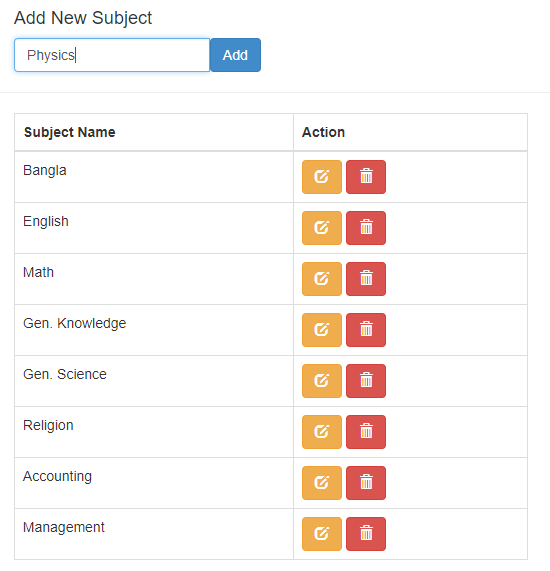 Add New Subject
Physics Add
Subject Name Action
Bangla
English
Math
Gen. Knowledge
Gen. Science
Religion
Accounting
Management